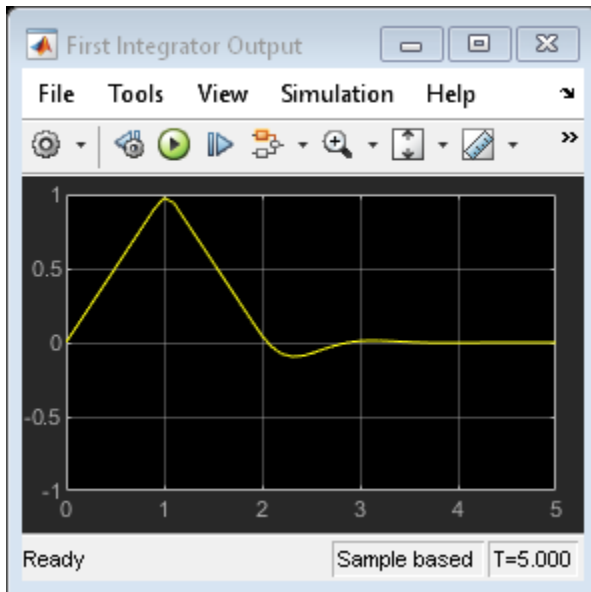 First Integrator Output
File Tools View Simulation Help
1
0.5
0
-0.5
-1
0 1 2 3 4 5
Ready Sample based T=5.000